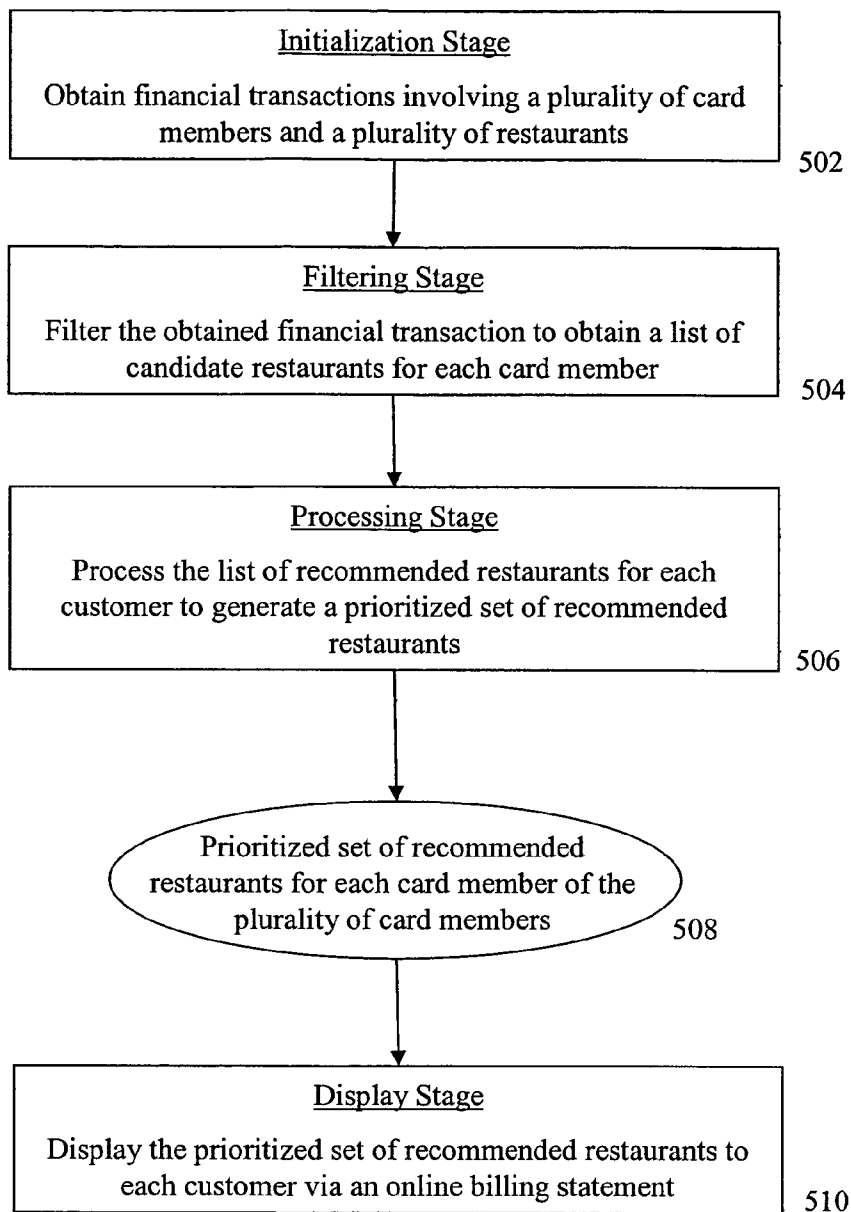 Initialization Stage
Obtain financial transactions involving a plurality of card
members and a plurality of restaurants
502
Filtering Stage
Filter the obtained financial transaction to obtain a list of
candidate restaurants for each card member
504
Processing Stage
Process the list of recommended restaurants for each
customer to generate a prioritized set of recommended
restaurants
506
Prioritized set of recommended
restaurants for each card member of the
plurality of card members
508
Display Stage
Display the prioritized set of recommended restaurants to
each customer via an online billing statement
510